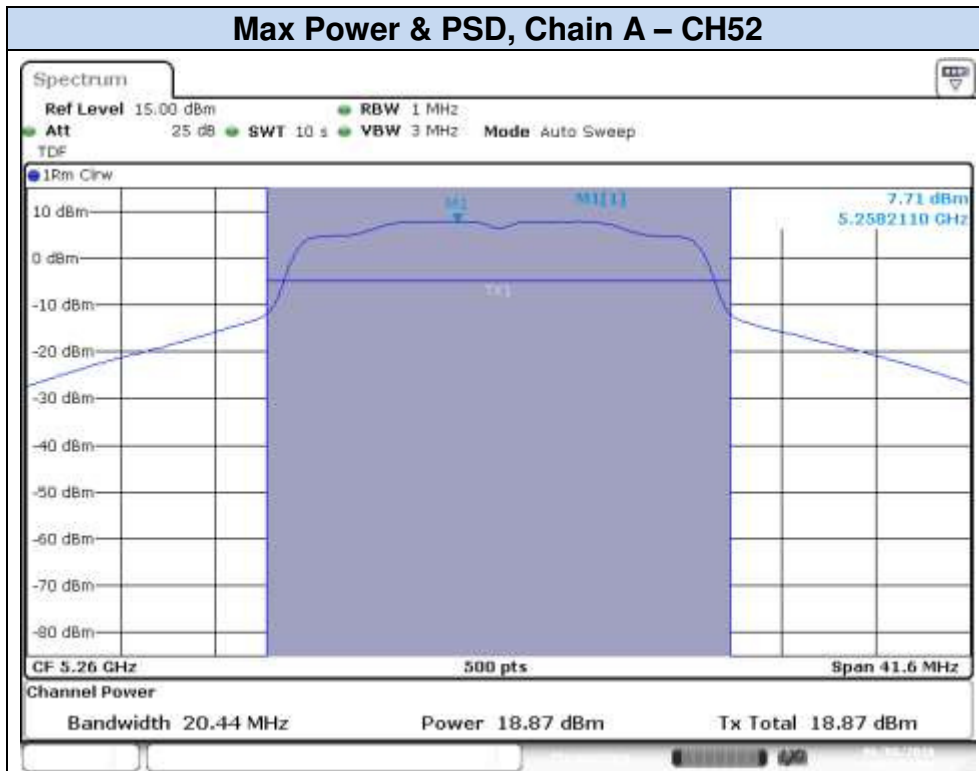 Max Power & PSD, Chain A – CH52
Spectrum
Ref Level 15.00 dBm RBW 1 MHz
Att 25 dB SWT 10 s VBW 3 MHz Mode Auto Sweep
TDF
1Rm Clrw
M1 M1[1] 7.71 dBm
5.2582110 GHz
10 dBm
0 dBm
TX1
-10 dBm
-20 dBm
-30 dBm
-40 dBm
-50 dBm
-60 dBm
-70 dBm
-80 dBm
CF 5.26 GHz 500 pts Span 41.6 MHz
Channel Power
Bandwidth 20.44 MHz Power 18.87 dBm Tx Total 18.87 dBm